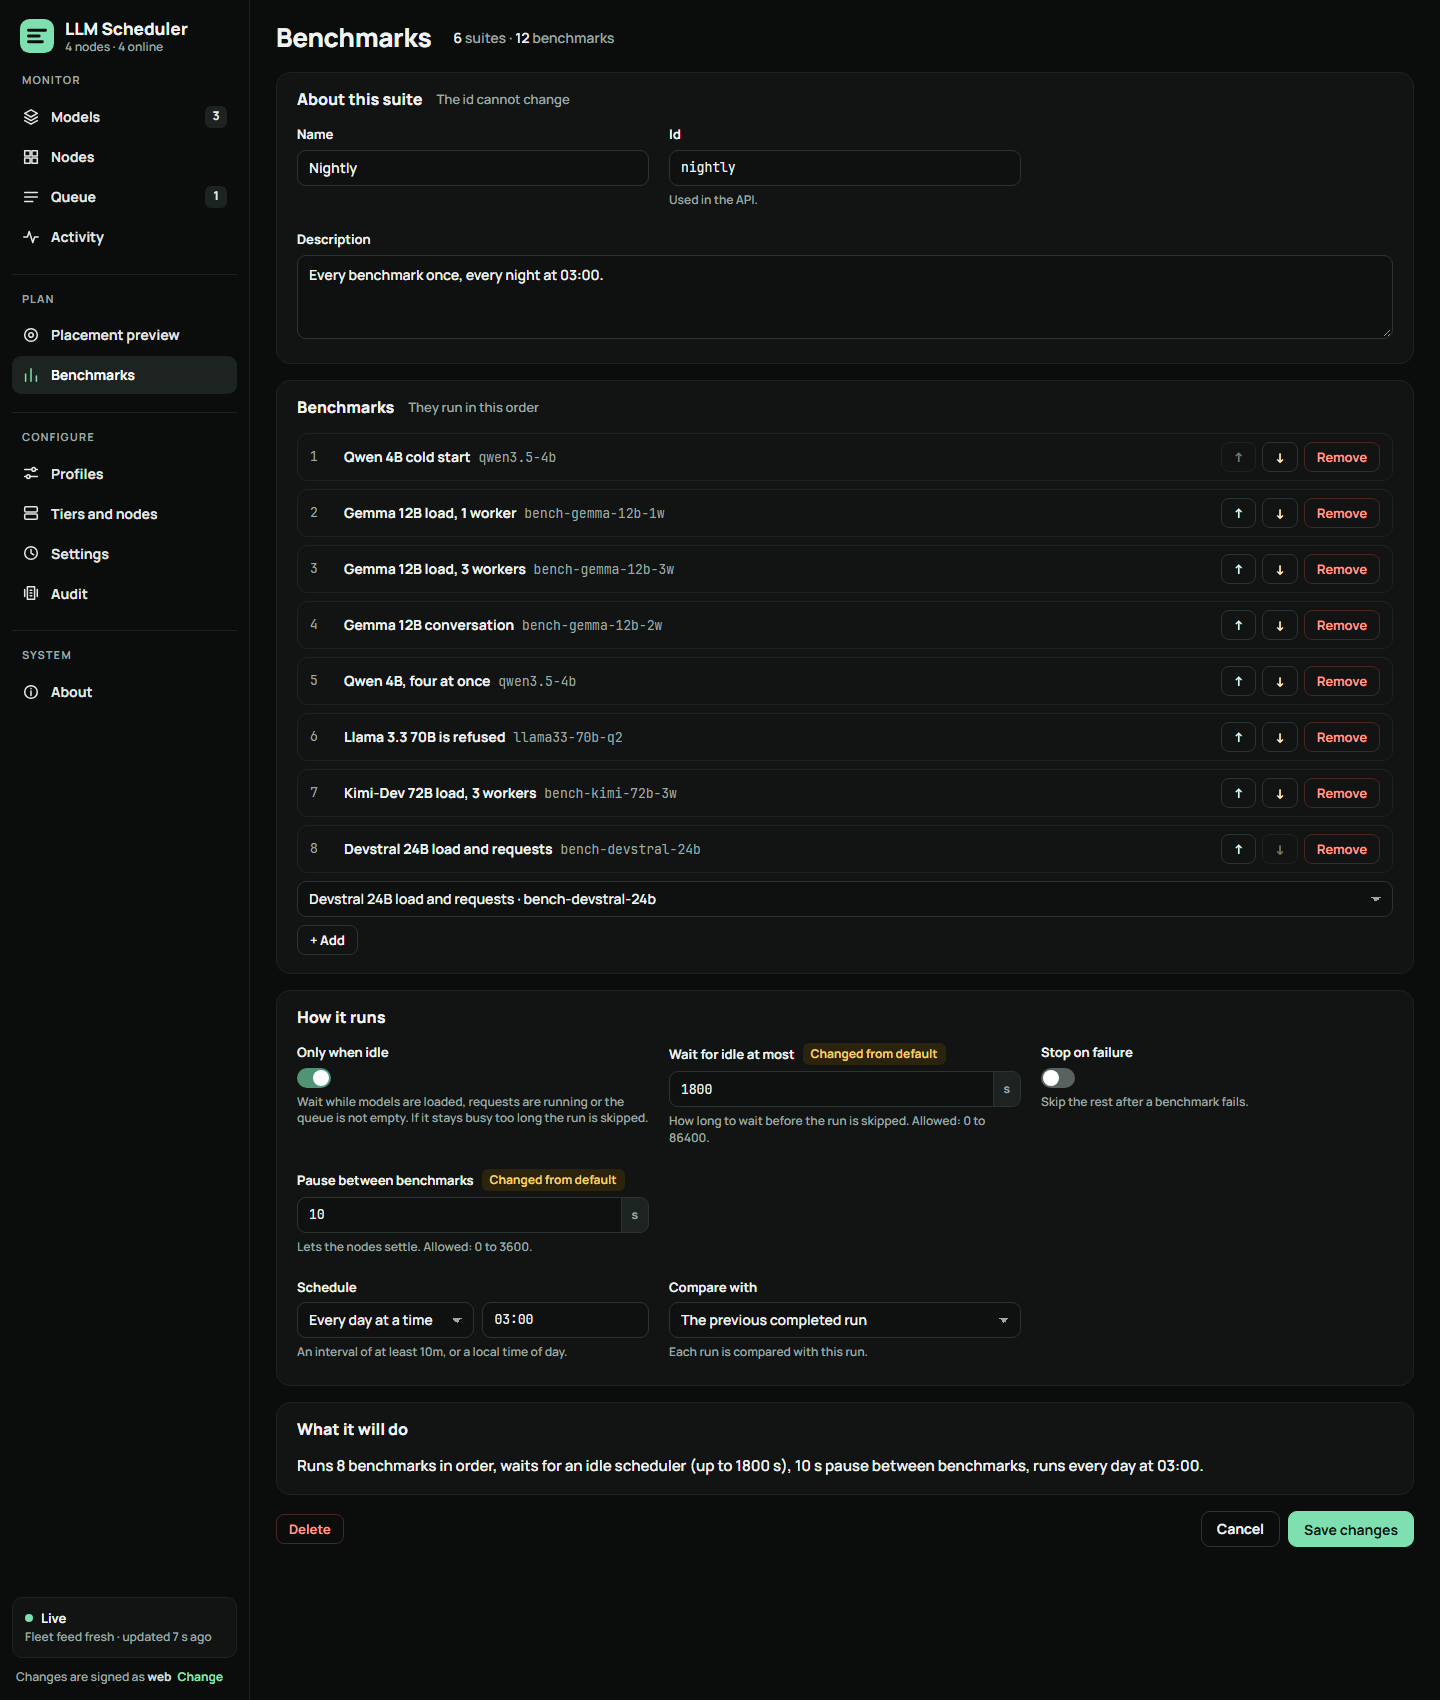 LLM Scheduler
4 nodes · 4 online
MONITOR
Models 3
Nodes
Queue 1
Activity
PLAN
Placement preview
Benchmarks
CONFIGURE
Profiles
Tiers and nodes
Settings
Audit
SYSTEM
About
Live
Fleet feed fresh · updated 7 s ago
Changes are signed as web Change
Benchmarks 6 suites · 12 benchmarks
About this suite The id cannot change
Name
Nightly
Id
nightly
Used in the API.
Description
Every benchmark once, every night at 03:00.
Benchmarks They run in this order
1 Qwen 4B cold start qwen3.5-4b ↑ ↓ Remove
2 Gemma 12B load, 1 worker bench-gemma-12b-1w ↑ ↓ Remove
3 Gemma 12B load, 3 workers bench-gemma-12b-3w ↑ ↓ Remove
4 Gemma 12B conversation bench-gemma-12b-2w ↑ ↓ Remove
5 Qwen 4B, four at once qwen3.5-4b ↑ ↓ Remove
6 Llama 3.3 70B is refused llama33-70b-q2 ↑ ↓ Remove
7 Kimi-Dev 72B load, 3 workers bench-kimi-72b-3w ↑ ↓ Remove
8 Devstral 24B load and requests bench-devstral-24b ↑ ↓ Remove
Devstral 24B load and requests · bench-devstral-24b
+ Add
How it runs
Only when idle
Wait while models are loaded, requests are running or the
queue is not empty. If it stays busy too long the run is skipped.
Wait for idle at most Changed from default
1800 s
How long to wait before the run is skipped. Allowed: 0 to
86400.
Stop on failure
Skip the rest after a benchmark fails.
Pause between benchmarks Changed from default
10 s
Lets the nodes settle. Allowed: 0 to 3600.
Schedule
Every day at a time 03:00
An interval of at least 10m, or a local time of day.
Compare with
The previous completed run
Each run is compared with this run.
What it will do
Runs 8 benchmarks in order, waits for an idle scheduler (up to 1800 s), 10 s pause between benchmarks, runs every day at 03:00.
Delete
Cancel
Save changes